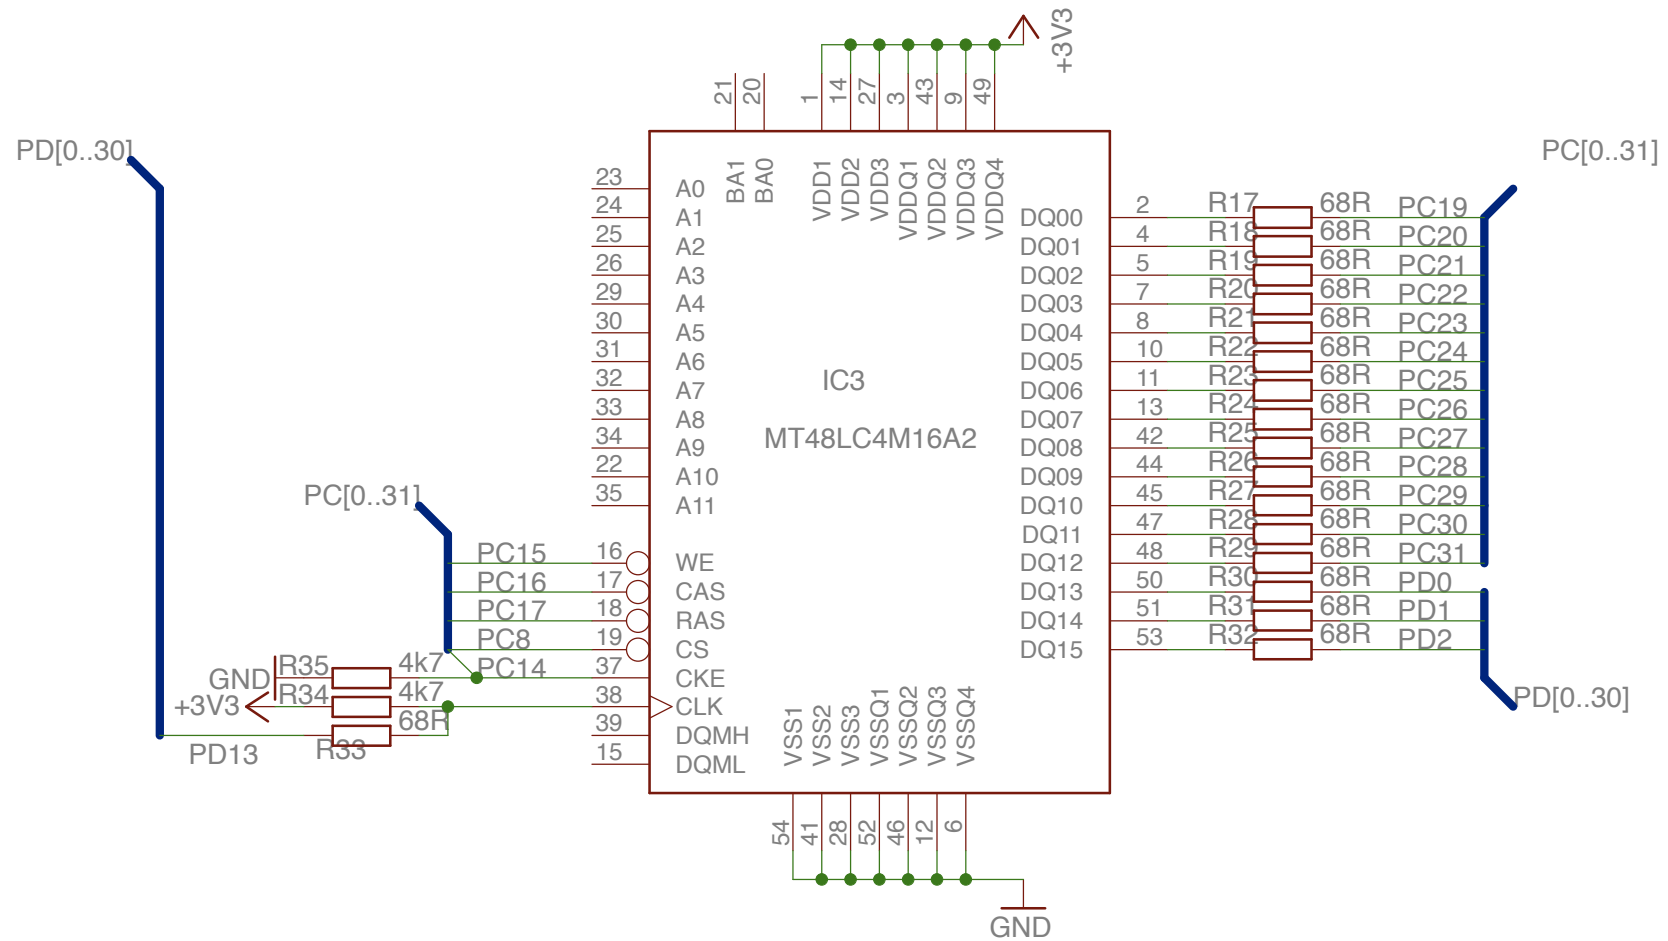 +3V3
21
20
1
14
27
3
43
9
49
PD[0..30]
PC[0..31]
BA1
BA0
VDD1
VDD2
VDD3
VDDQ1
VDDQ2
VDDQ3
VDDQ4
23 A0
24 A1
25 A2
26 A3
29 A4
30 A5
31 A6
32 A7
33 A8
34 A9
22 A10
35 A11
IC3
MT48LC4M16A2
DQ00 2 R17 68R PC19
DQ01 4 R18 68R PC20
DQ02 5 R19 68R PC21
DQ03 7 R20 68R PC22
DQ04 8 R21 68R PC23
DQ05 10 R22 68R PC24
DQ06 11 R23 68R PC25
DQ07 13 R24 68R PC26
DQ08 42 R25 68R PC27
DQ09 44 R26 68R PC28
DQ10 45 R27 68R PC29
DQ11 47 R28 68R PC30
DQ12 48 R29 68R PC31
DQ13 50 R30 68R PD0
DQ14 51 R31 68R PD1
DQ15 53 R32 68R PD2
PD[0..30]
PC[0..31]
PC15 16 WE
PC16 17 CAS
PC17 18 RAS
PC8 19 CS
GND R35 4k7 PC14 37 CKE
+3V3 R34 4k7 38 CLK
PD13 R33 68R
39 DQMH
15 DQML
VSS1
VSS2
VSS3
VSSQ1
VSSQ2
VSSQ3
VSSQ4
54
41
28
52
46
12
6
GND